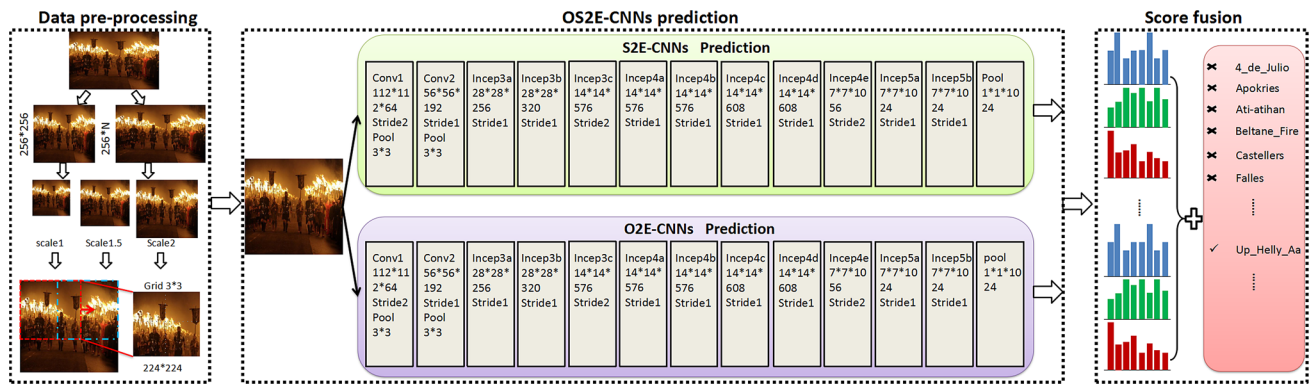 Data pre-processing
256*256
256*N
scale1
Scale1.5
Scale2
Grid 3*3
224*224
OS2E-CNNs prediction
S2E-CNNs Prediction
Conv1
112*11
2*64
Stride2
Pool
3*3
Conv2
56*56*
192
Stride1
Pool
3*3
Incep3a
28*28*
256
Stride1
Incep3b
28*28*
320
Stride1
Incep3c
14*14*
576
Stride2
Incep4a
14*14*
576
Stride1
Incep4b
14*14*
576
Stride1
Incep4c
14*14*
608
Stride1
Incep4d
14*14*
608
Stride1
Incep4e
7*7*10
56
Stride2
Incep5a
7*7*10
24
Stride1
Incep5b
7*7*10
24
Stride1
Pool
1*1*10
24
O2E-CNNs Prediction
Conv1
112*11
2*64
Stride2
Pool
3*3
Conv2
56*56*
192
Stride1
Pool
3*3
Incep3a
28*28*
256
Stride1
Incep3b
28*28*
320
Stride1
Incep3c
14*14*
576
Stride2
Incep4a
14*14*
576
Stride1
Incep4b
14*14*
576
Stride1
Incep4c
14*14*
608
Stride1
Incep4d
14*14*
608
Stride1
Incep4e
7*7*10
56
Stride2
Incep5a
7*7*10
24
Stride1
Incep5b
7*7*10
24
Stride1
pool
1*1*10
24
Score fusion
4_de_Julio
Apokries
Ati-atihan
Beltane_Fire
Castellers
Falles
Up_Helly_Aa